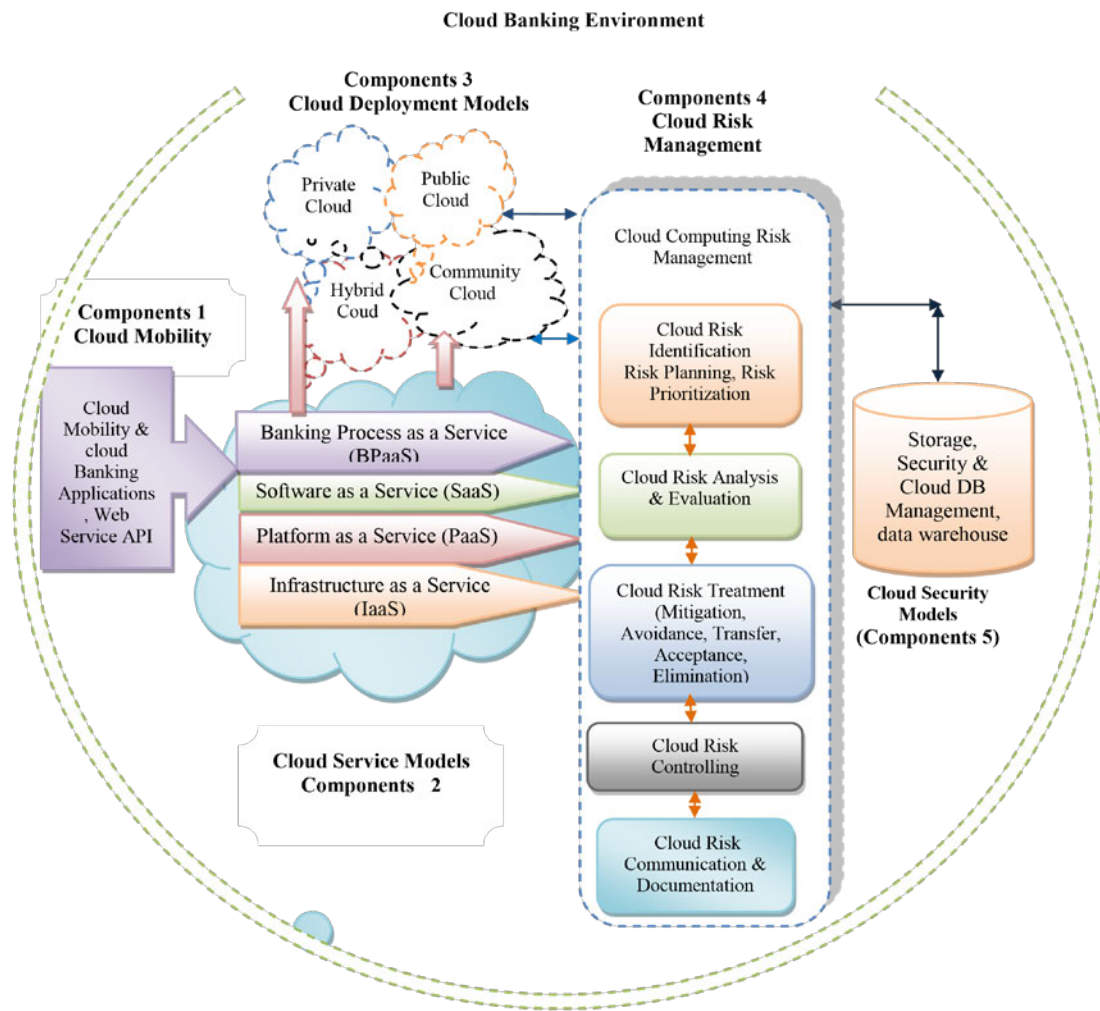 Cloud Banking Environment
Components 3
Cloud Deployment Models
Components 4
Cloud Risk
Management
Private
Cloud
Public
Cloud
Hybrid
Coud
Community
Cloud
Components 1
Cloud Mobility
Cloud
Mobility &
cloud
Banking
Applications
, Web
Service API
Banking Process as a Service
(BPaaS)
Software as a Service (SaaS)
Platform as a Service (PaaS)
Infrastructure as a Service
(IaaS)
Cloud Service Models
Components 2
Cloud Computing Risk
Management
Cloud Risk
Identification
Risk Planning, Risk
Prioritization
Cloud Risk Analysis
& Evaluation
Cloud Risk Treatment
(Mitigation,
Avoidance, Transfer,
Acceptance,
Elimination)
Cloud Risk
Controlling
Cloud Risk
Communication &
Documentation
Storage,
Security &
Cloud DB
Management,
data warehouse
Cloud Security
Models
(Components 5)